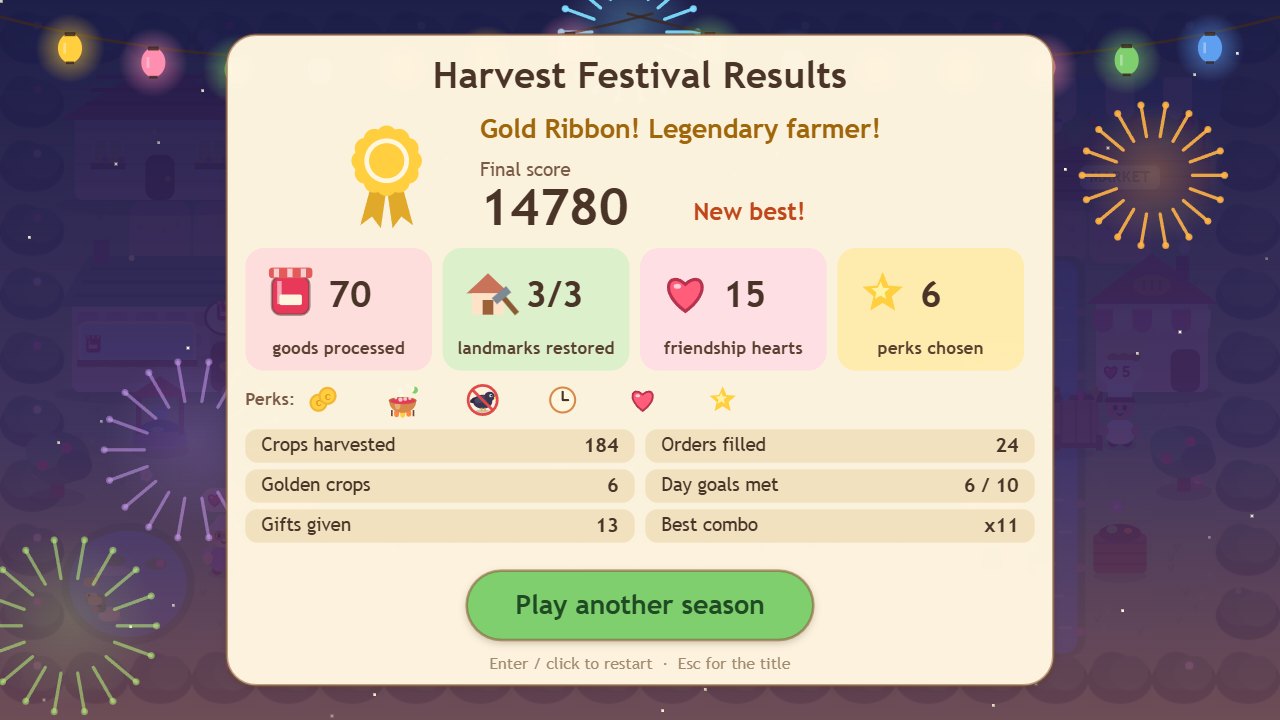 Harvest Festival Results
Gold Ribbon! Legendary farmer!
Final score
14780
New best!
70
goods processed
3/3
landmarks restored
15
friendship hearts
6
perks chosen
Perks:
Crops harvested 184
Orders filled 24
Golden crops 6
Day goals met 6 / 10
Gifts given 13
Best combo x11
Play another season
Enter / click to restart · Esc for the title
5